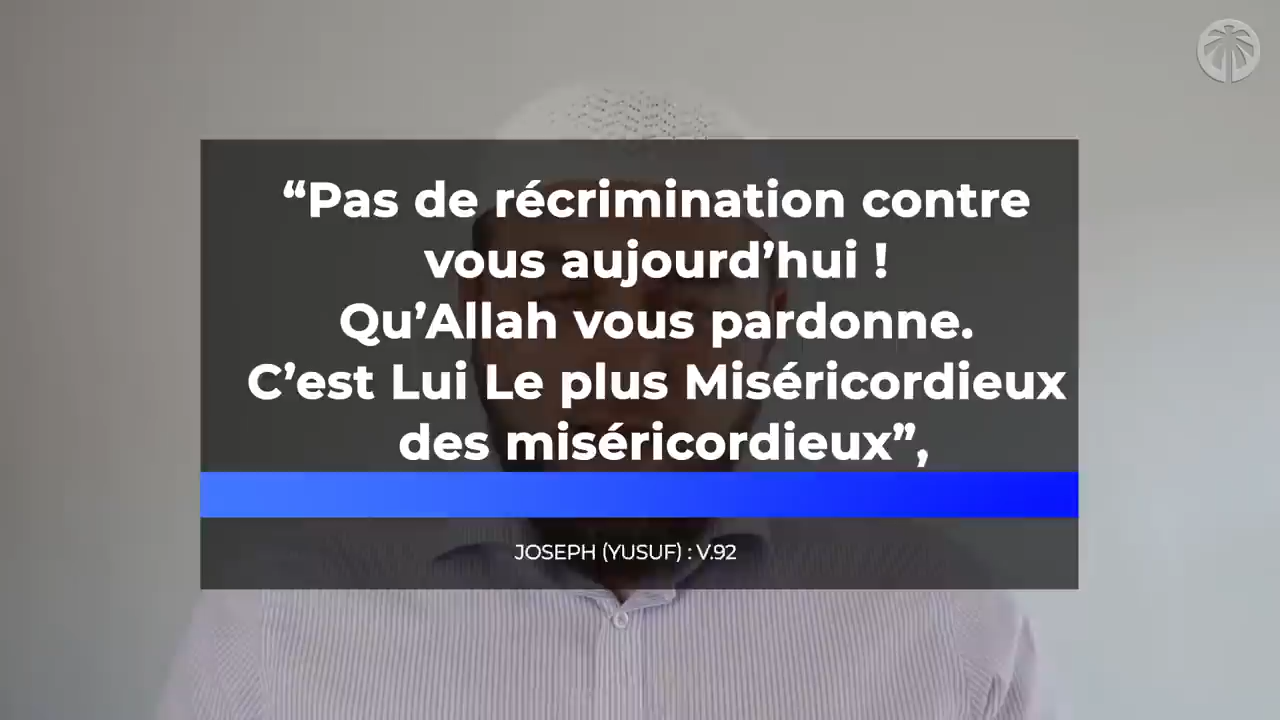 “Pas de récrimination contre
vous aujourd’hui !
Qu’Allah vous pardonne.
C’est Lui Le plus Miséricordieux
des miséricordieux”,
JOSEPH (YUSUF) : V.92